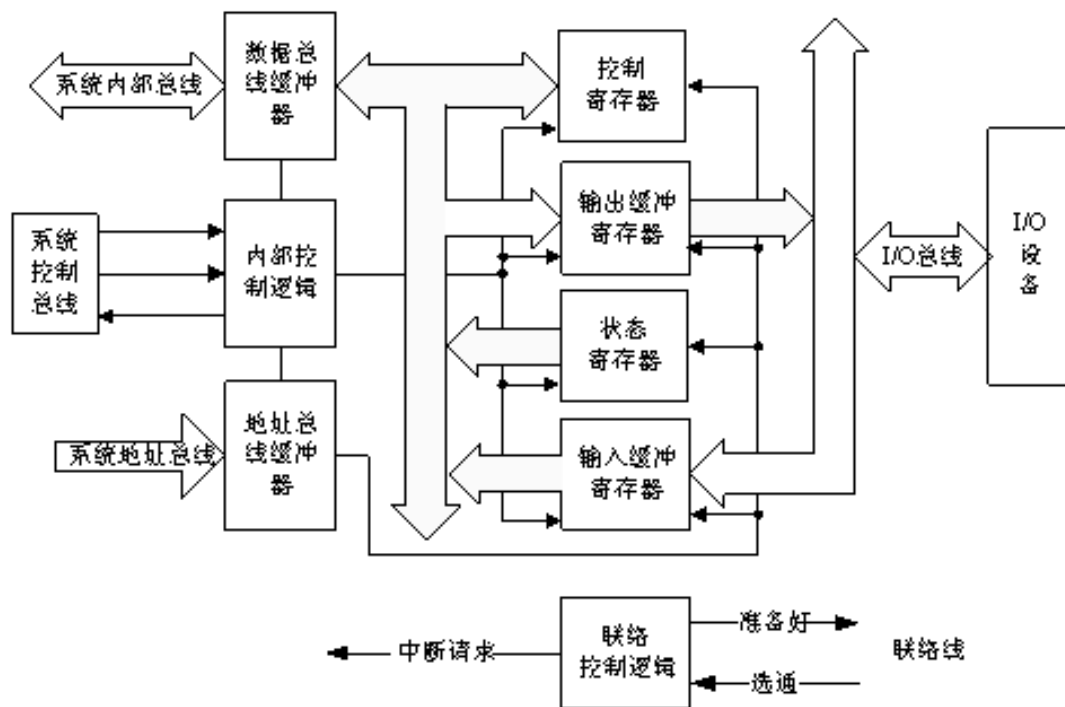 数据总
线缓冲
器
系统内部总线
控制
寄存器
输出缓冲
寄存器
I/O
设
备
系统
控制
总线
内部控
制逻辑
I/O总线
状态
寄存器
地址总
线缓冲
器
系统地址总线
输入缓冲
寄存器
联络
控制逻辑
准备好
中断请求
联络线
选通